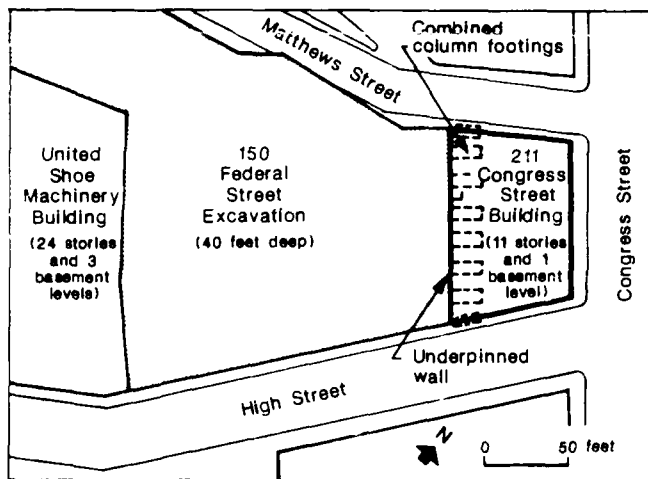 Combined
column footings
Matthews Street
United
Shoe
Machinery
Building
(24 stories
and 3
basement
levels)
150
Federal
Street
Excavation
(40 feet deep)
211
Congress
Street
Building
(11 stories
and 1
basement
level)
Congress Street
Underpinned
wall
High Street
N
0 50 feet